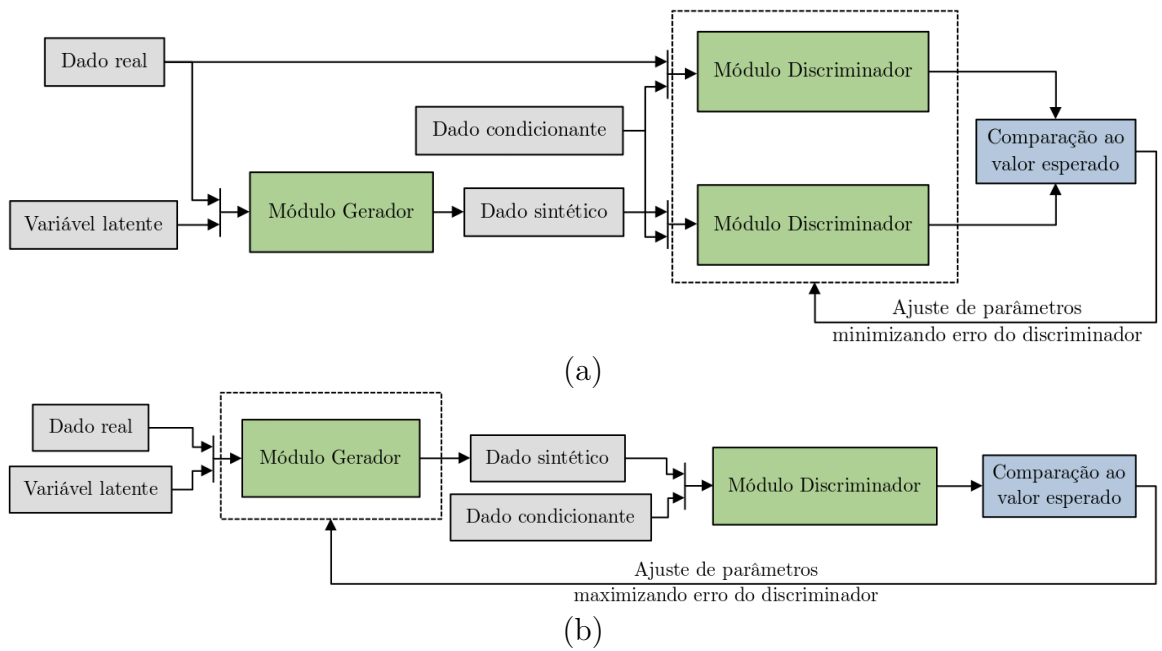 Dado real
Módulo Discriminador
Dado condicionante
Comparação ao
valor esperado
Variável latente
Módulo Gerador
Dado sintético
Módulo Discriminador
Ajuste de parâmetros
minimizando erro do discriminador
(a)
Dado real
Variável latente
Módulo Gerador
Dado sintético
Dado condicionante
Módulo Discriminador
Comparação ao
valor esperado
Ajuste de parâmetros
maximizando erro do discriminador
(b)